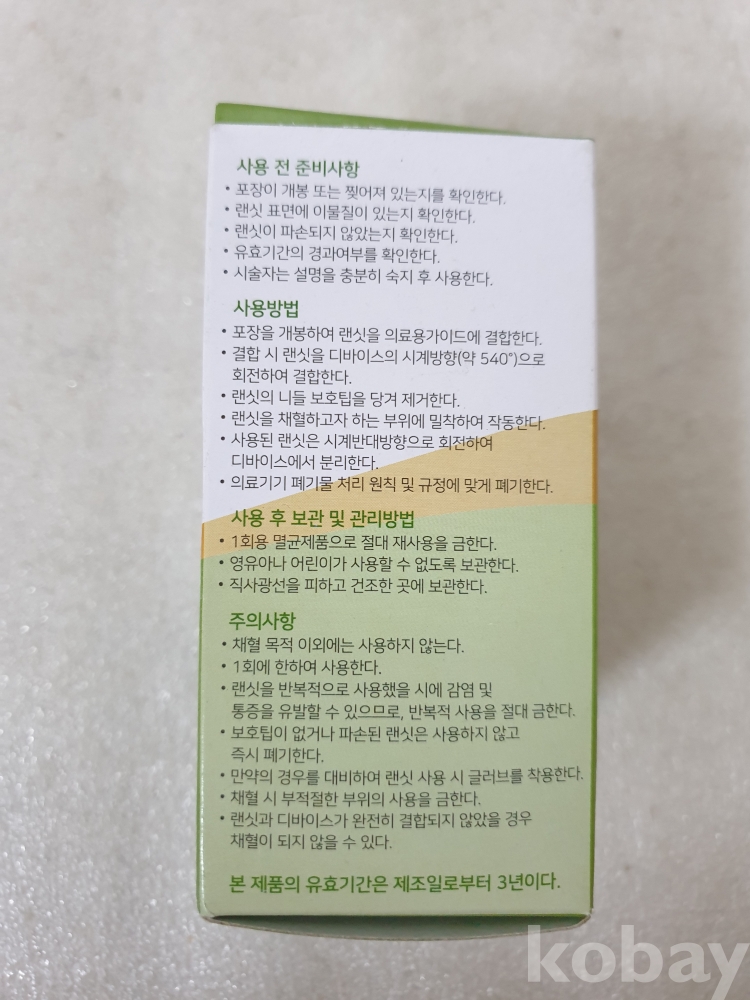 사용 전 준비사항
• 포장이 개봉 또는 찢어져 있는지를 확인한다.
• 랜싯 표면에 이물질이 있는지 확인한다.
• 랜싯이 파손되지 않았는지 확인한다.
• 유효기간의 경과여부를 확인한다.
• 시술자는 설명을 충분히 숙지 후 사용한다.
사용방법
• 포장을 개봉하여 랜싯을 의료용가이드에 결합한다.
• 결합 시 랜싯을 디바이스의 시계방향(약 540°)으로
회전하여 결합한다.
• 랜싯의 니들 보호팁을 당겨 제거한다.
• 랜싯을 채혈하고자 하는 부위에 밀착하여 작동한다.
• 사용된 랜싯은 시계반대방향으로 회전하여
디바이스에서 분리한다.
• 의료기기 폐기물 처리 원칙 및 규정에 맞게 폐기한다.
사용 후 보관 및 관리방법
• 1회용 멸균제품으로 절대 재사용을 금한다.
• 영유아나 어린이가 사용할 수 없도록 보관한다.
• 직사광선을 피하고 건조한 곳에 보관한다.
주의사항
• 채혈 목적 이외에는 사용하지 않는다.
• 1회에 한하여 사용한다.
• 랜싯을 반복적으로 사용했을 시에 감염 및
통증을 유발할 수 있으므로, 반복적 사용을 절대 금한다.
• 보호팁이 없거나 파손된 랜싯은 사용하지 않고
즉시 폐기한다.
• 만약의 경우를 대비하여 랜싯 사용 시 글러브를 착용한다.
• 채혈 시 부적절한 부위의 사용을 금한다.
• 랜싯과 디바이스가 완전히 결합되지 않았을 경우
채혈이 되지 않을 수 있다.
본 제품의 유효기간은 제조일로부터 3년이다.
kobay